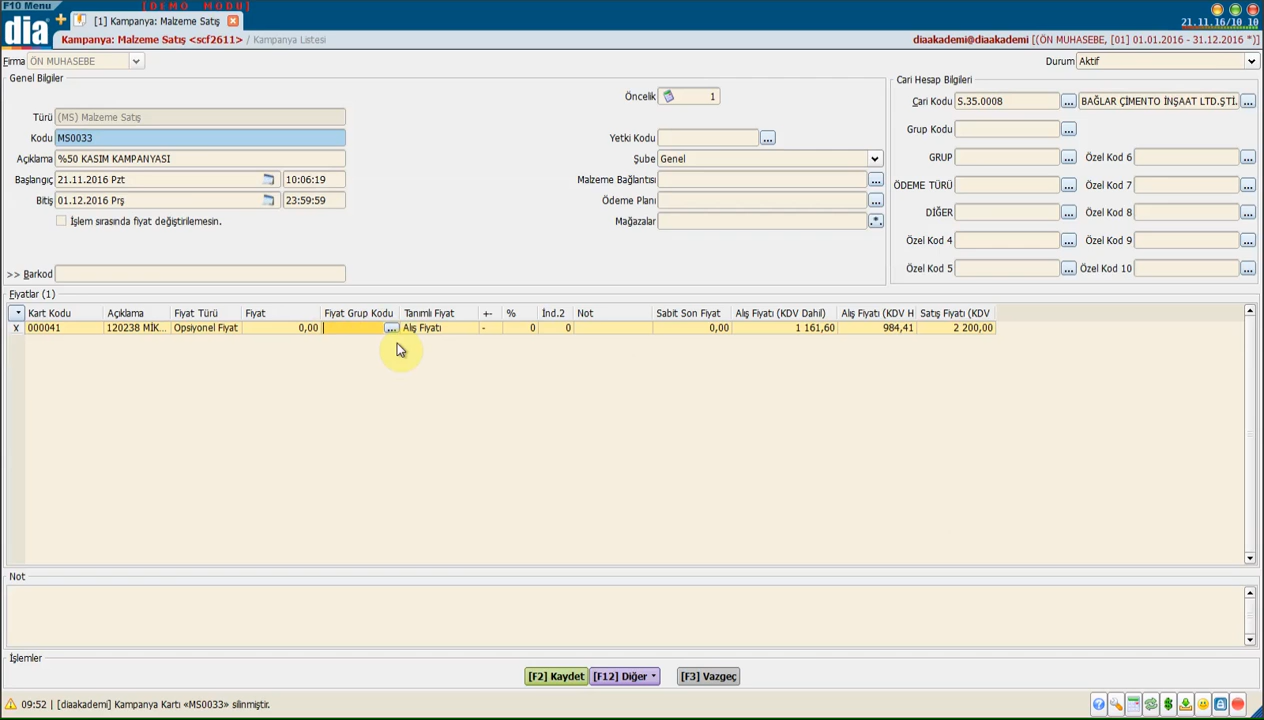 F10 Menu
[DEMO MODU]
dia
[1] Kampanya: Malzeme Satış
21.11.16/10 10
Kampanya: Malzeme Satış <scf2611> / Kampanya Listesi
diaakademi@diaakademi [(ÖN MUHASEBE, [01] 01.01.2016 - 31.12.2016 *)]
Firma ÖN MUHASEBE
Durum Aktif
Genel Bilgiler
Türü (MS) Malzeme Satış
Kodu MS0033
Açıklama %50 KASIM KAMPANYASI
Başlangıç 21.11.2016 Pzt 10:06:19
Bitiş 01.12.2016 Prş 23:59:59
İşlem sırasında fiyat değiştirilemesin.
>> Barkod
Öncelik 1
Yetki Kodu
Şube Genel
Malzeme Bağlantısı
Ödeme Planı
Mağazalar
Cari Hesap Bilgileri
Cari Kodu S.35.0008 BAĞLAR ÇİMENTO İNŞAAT LTD.ŞTİ.
Grup Kodu
GRUP Özel Kod 6
ÖDEME TÜRÜ Özel Kod 7
DİĞER Özel Kod 8
Özel Kod 4 Özel Kod 9
Özel Kod 5 Özel Kod 10
Fiyatlar (1)
Kart Kodu Açıklama Fiyat Türü Fiyat Fiyat Grup Kodu Tanımlı Fiyat +- % İnd.2 Not Sabit Son Fiyat Alış Fiyatı (KDV Dahil) Alış Fiyatı (KDV H Satış Fiyatı (KDV
X 000041 120238 MİK... Opsiyonel Fiyat 0,00 ... Alış Fiyatı - 0 0 0,00 1 161,60 984,41 2 200,00
Not
İşlemler
[F2] Kaydet [F12] Diğer [F3] Vazgeç
09:52 | [diaakademi] Kampanya Kartı «MS0033» silinmiştir.